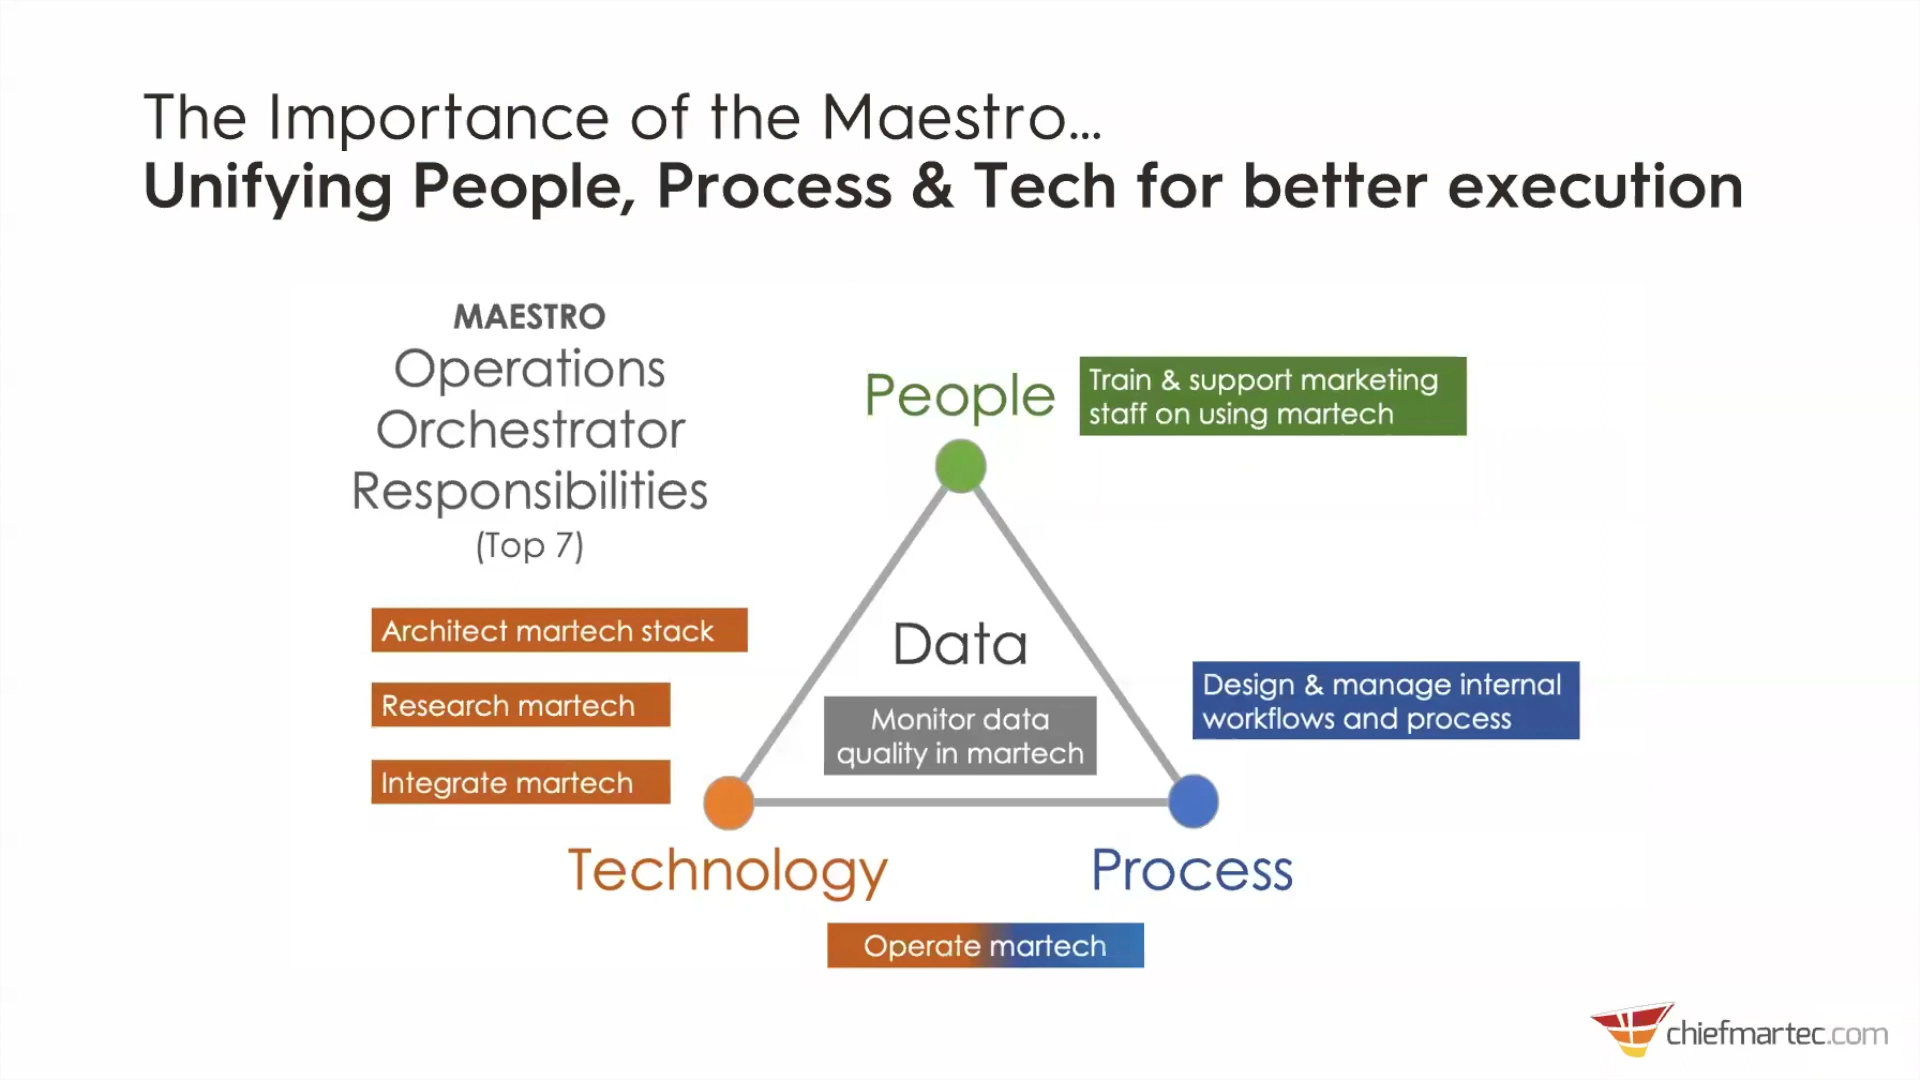 The Importance of the Maestro...
Unifying People, Process & Tech for better execution
MAESTRO
Operations
Orchestrator
Responsibilities
(Top 7)
People
Train & support marketing
staff on using martech
Architect martech stack
Research martech
Integrate martech
Data
Monitor data
quality in martech
Design & manage internal
workflows and process
Technology
Process
Operate martech
chiefmartec.com